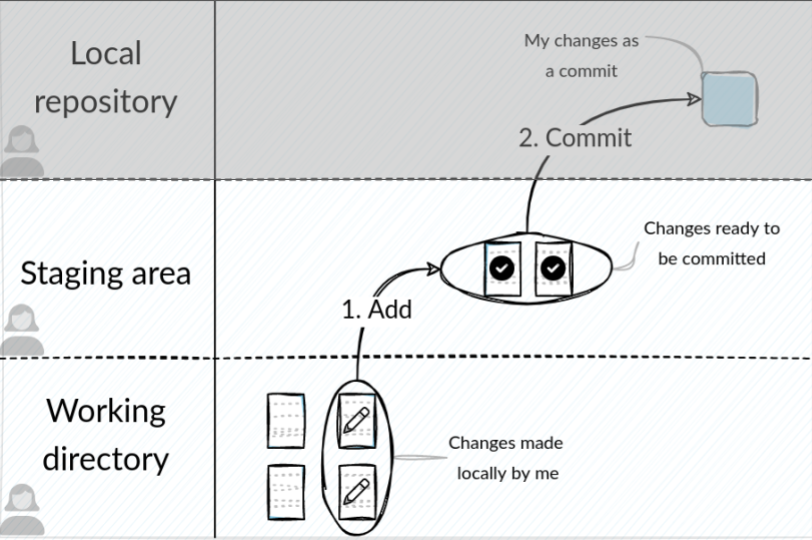 Local
repository
My changes as
a commit
2. Commit
Staging area
Changes ready to
be committed
1. Add
Working
directory
Changes made
locally by me